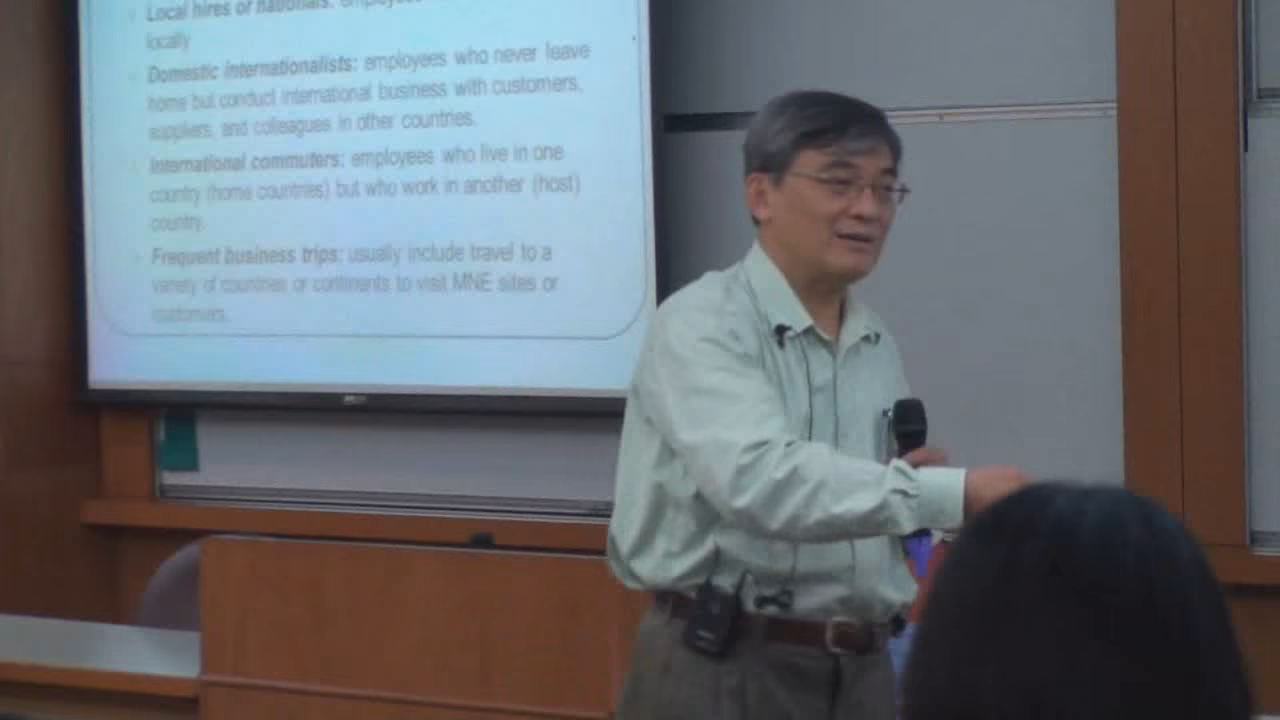 Local hires or nationals: employees
locally
Domestic internationalists: employees who never leave
home but conduct international business with customers,
suppliers, and colleagues in other countries.
International commuters: employees who live in one
country (home countries) but who work in another (host)
country.
Frequent business trips: usually include travel to a
variety of countries or continents to visit MNE sites or
customers.